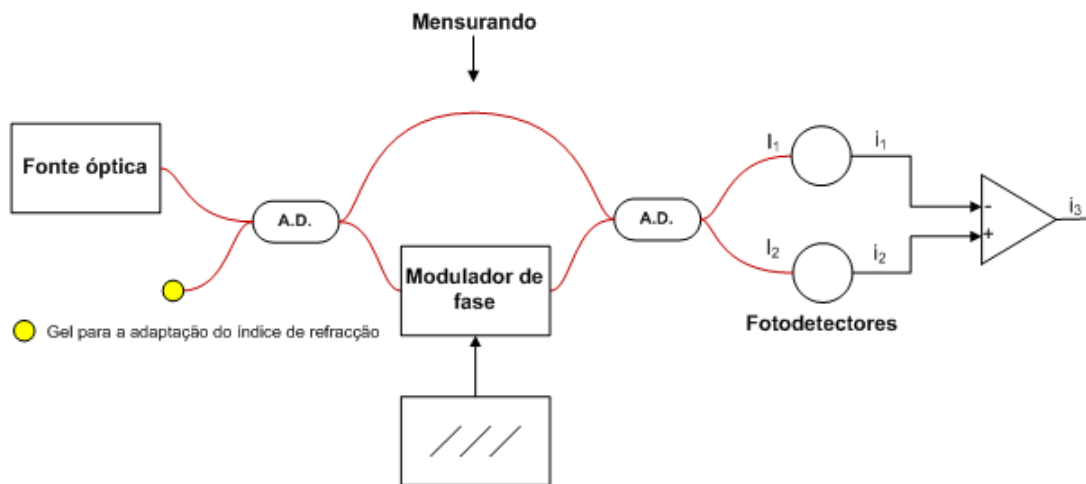 Mensurando
Fonte óptica
A.D.
Modulador de
fase
A.D.
I1
i1
I2
i2
-
+
i3
Fotodetectores
Gel para a adaptação do índice de refracção